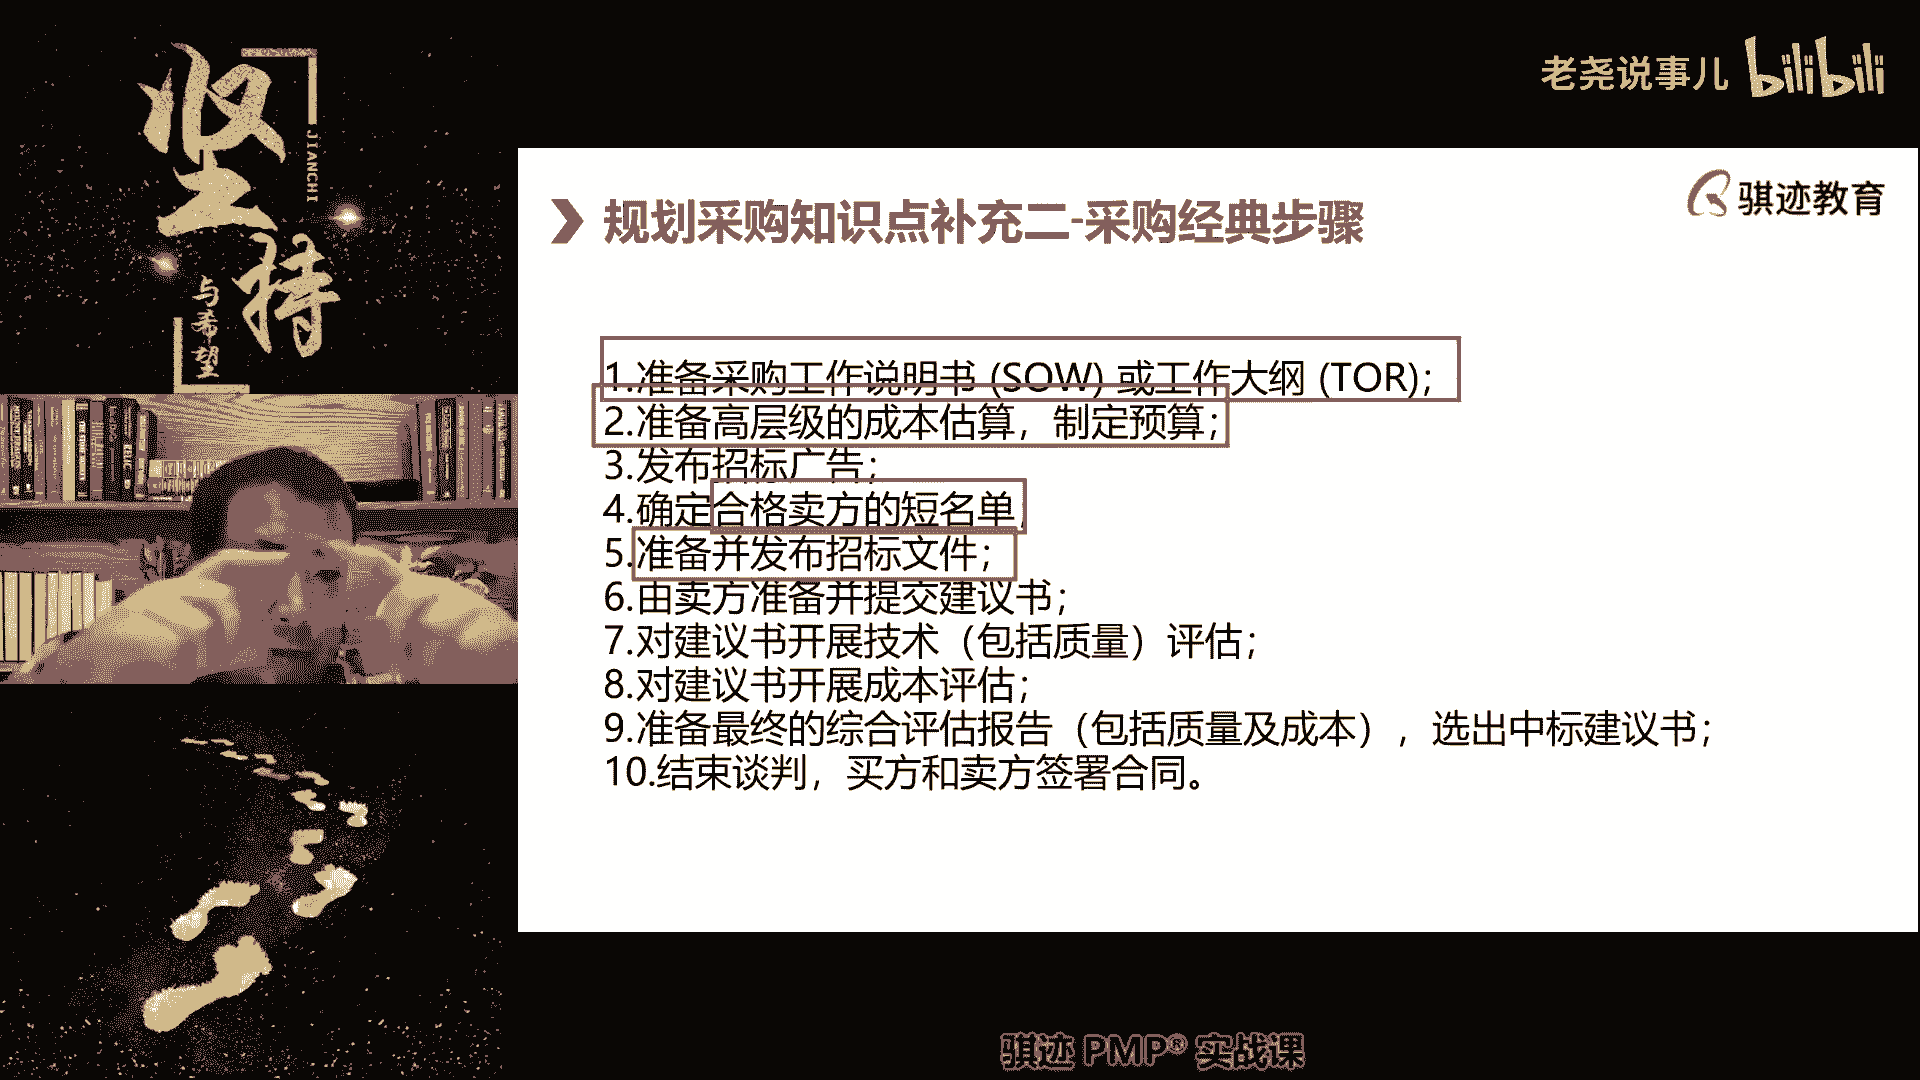 坚持
JIANCHI
与希望
老尧说事儿 bilibili
骐迹教育
规划采购知识点补充二-采购经典步骤
1.准备采购工作说明书 (SOW) 或工作大纲 (TOR);
2.准备高层级的成本估算，制定预算;
3.发布招标广告;
4.确定合格卖方的短名单
5.准备并发布招标文件;
6.由卖方准备并提交建议书;
7.对建议书开展技术（包括质量）评估;
8.对建议书开展成本评估;
9.准备最终的综合评估报告（包括质量及成本），选出中标建议书;
10.结束谈判，买方和卖方签署合同。
骐迹 PMP® 实战课